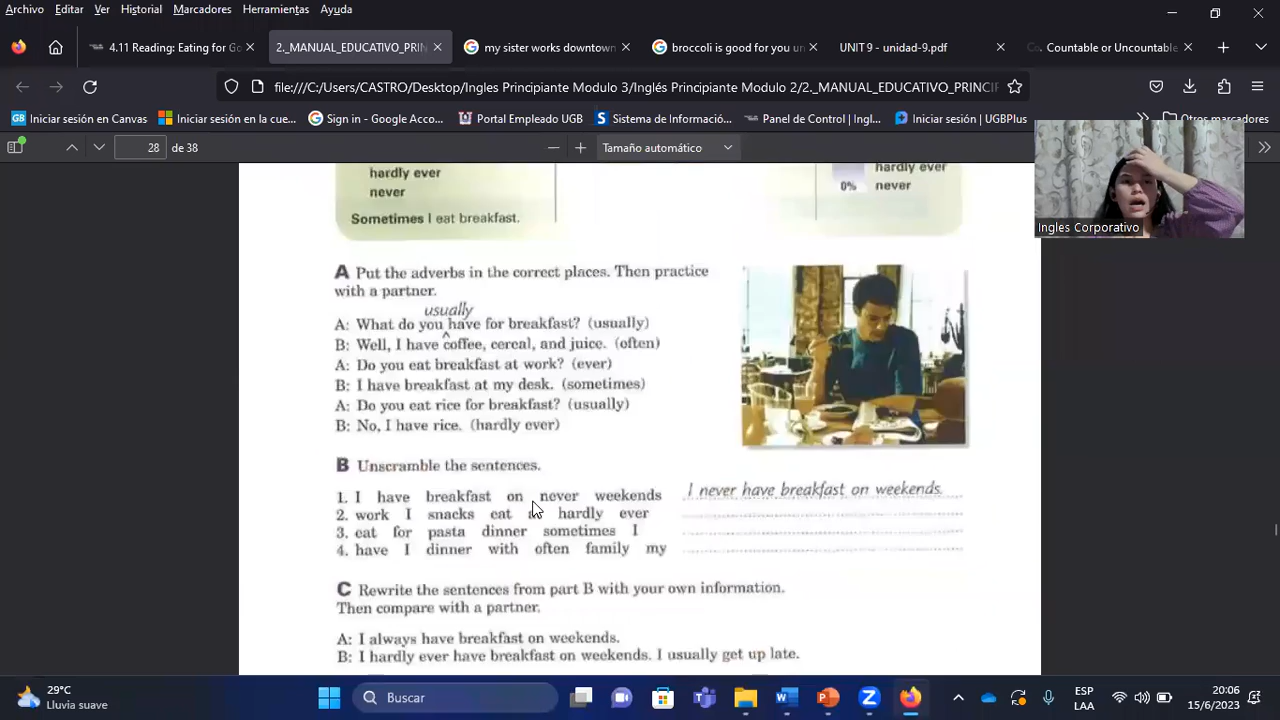 Archivo Editar Ver Historial Marcadores Herramientas Ayuda
4.11 Reading: Eating for Go
2._MANUAL_EDUCATIVO_PRIN
my sister works downtown
broccoli is good for you un
UNIT 9 - unidad-9.pdf
Countable or Uncountable
file:///C:/Users/CASTRO/Desktop/Ingles Principiante Modulo 3/Inglés Principiante Modulo 2/2._MANUAL_EDUCATIVO_PRINCIF
Iniciar sesión en Canvas
Iniciar sesión en la cue...
Sign in - Google Acco...
Portal Empleado UGB
Sistema de Informació...
Panel de Control | Ingl...
Iniciar sesión | UGBPlus
Otros marcadores
28 de 38
Tamaño automático
Ingles Corporativo
hardly ever
never
Sometimes I eat breakfast.
hardly ever
0% never
A Put the adverbs in the correct places. Then practice
with a partner.
usually
A: What do you have for breakfast? (usually)
^
B: Well, I have coffee, cereal, and juice. (often)
A: Do you eat breakfast at work? (ever)
B: I have breakfast at my desk. (sometimes)
A: Do you eat rice for breakfast? (usually)
B: No, I have rice. (hardly ever)
B Unscramble the sentences.
1. I have breakfast on never weekends I never have breakfast on weekends.
2. work I snacks eat hardly ever
3. eat for pasta dinner sometimes I
4. have I dinner with often family my
C Rewrite the sentences from part B with your own information.
Then compare with a partner.
A: I always have breakfast on weekends.
B: I hardly ever have breakfast on weekends. I usually get up late.
29°C
Lluvia suave
Buscar
ESP
LAA
20:06
15/6/2023